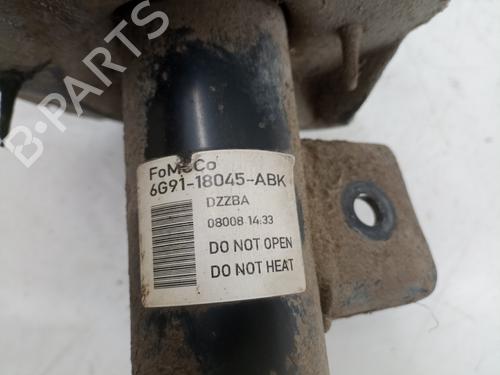 B-Parts
FoMoCo
6G91-18045-ABK
DZZBA
08008 14:33
DO NOT OPEN
DO NOT HEAT